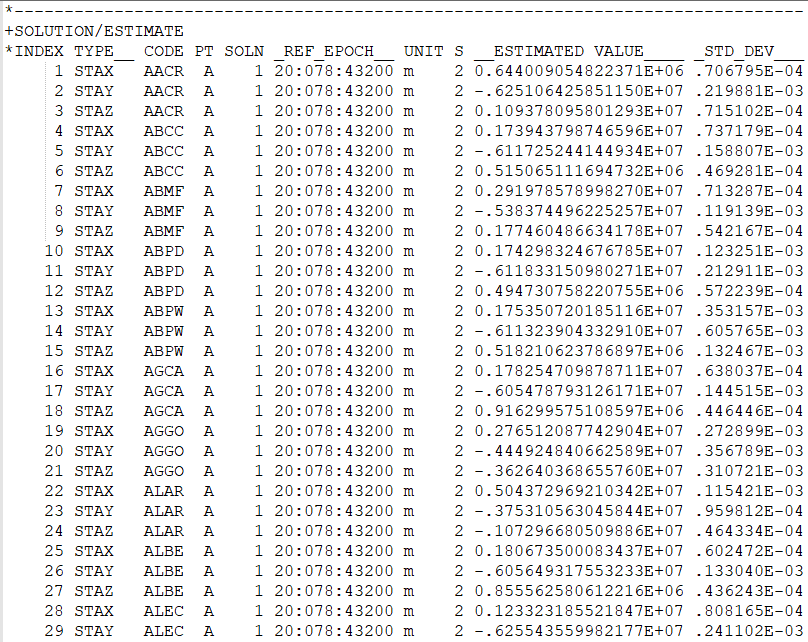 *-------------------------------------------------------------------------------
+SOLUTION/ESTIMATE
*INDEX TYPE__ CODE PT SOLN _REF_EPOCH__ UNIT S __ESTIMATED VALUE____ _STD_DEV___
     1 STAX   AACR  A    1 20:078:43200 m    2 0.644009054822371E+06 .706795E-04
     2 STAY   AACR  A    1 20:078:43200 m    2 -.625106425851150E+07 .219881E-03
     3 STAZ   AACR  A    1 20:078:43200 m    2 0.109378095801293E+07 .715102E-04
     4 STAX   ABCC  A    1 20:078:43200 m    2 0.173943798746596E+07 .737179E-04
     5 STAY   ABCC  A    1 20:078:43200 m    2 -.611725244144934E+07 .158807E-03
     6 STAZ   ABCC  A    1 20:078:43200 m    2 0.515065111694732E+06 .469281E-04
     7 STAX   ABMF  A    1 20:078:43200 m    2 0.291978578998270E+07 .713287E-04
     8 STAY   ABMF  A    1 20:078:43200 m    2 -.538374496225257E+07 .119139E-03
     9 STAZ   ABMF  A    1 20:078:43200 m    2 0.177460486634178E+07 .542167E-04
    10 STAX   ABPD  A    1 20:078:43200 m    2 0.174298324676785E+07 .123251E-03
    11 STAY   ABPD  A    1 20:078:43200 m    2 -.611833150980271E+07 .212911E-03
    12 STAZ   ABPD  A    1 20:078:43200 m    2 0.494730758220755E+06 .572239E-04
    13 STAX   ABPW  A    1 20:078:43200 m    2 0.175350720185116E+07 .353157E-03
    14 STAY   ABPW  A    1 20:078:43200 m    2 -.611323904332910E+07 .605765E-03
    15 STAZ   ABPW  A    1 20:078:43200 m    2 0.518210623786897E+06 .132467E-03
    16 STAX   AGCA  A    1 20:078:43200 m    2 0.178254709878711E+07 .638037E-04
    17 STAY   AGCA  A    1 20:078:43200 m    2 -.605478793126171E+07 .144515E-03
    18 STAZ   AGCA  A    1 20:078:43200 m    2 0.916299575108597E+06 .446446E-04
    19 STAX   AGGO  A    1 20:078:43200 m    2 0.276512087742904E+07 .272899E-03
    20 STAY   AGGO  A    1 20:078:43200 m    2 -.444924840662589E+07 .356789E-03
    21 STAZ   AGGO  A    1 20:078:43200 m    2 -.362640368655760E+07 .310721E-03
    22 STAX   ALAR  A    1 20:078:43200 m    2 0.504372969210342E+07 .115421E-03
    23 STAY   ALAR  A    1 20:078:43200 m    2 -.375310563045844E+07 .959812E-04
    24 STAZ   ALAR  A    1 20:078:43200 m    2 -.107296680509886E+07 .464334E-04
    25 STAX   ALBE  A    1 20:078:43200 m    2 0.180673500083437E+07 .602472E-04
    26 STAY   ALBE  A    1 20:078:43200 m    2 -.605649317553233E+07 .133040E-03
    27 STAZ   ALBE  A    1 20:078:43200 m    2 0.855562580612216E+06 .436243E-04
    28 STAX   ALEC  A    1 20:078:43200 m    2 0.123323185521847E+07 .808165E-04
    29 STAY   ALEC  A    1 20:078:43200 m    2 -.625543559982177E+07 .241102E-03